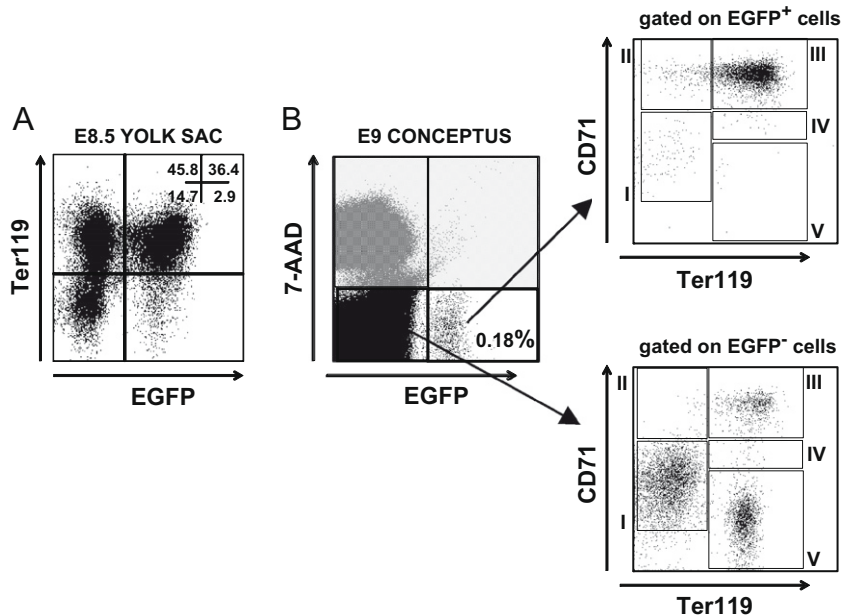 A
E8.5 YOLK SAC
45.8 36.4
14.7 2.9
Ter119
EGFP
B
E9 CONCEPTUS
7-AAD
0.18%
EGFP
gated on EGFP⁺ cells
II
III
IV
I
V
CD71
Ter119
gated on EGFP⁻ cells
II
III
IV
I
V
CD71
Ter119